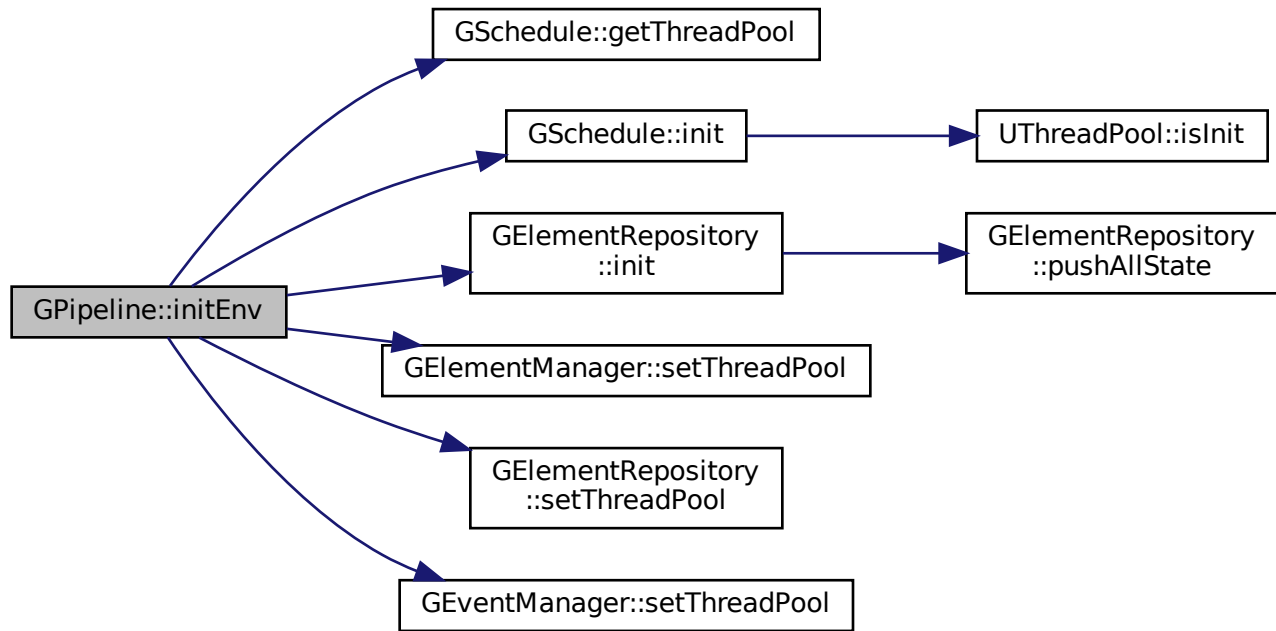 GSchedule::getThreadPool
GSchedule::init
UThreadPool::isInit
GElementRepository
::init
GElementRepository
::pushAllState
GPipeline::initEnv
GElementManager::setThreadPool
GElementRepository
::setThreadPool
GEventManager::setThreadPool